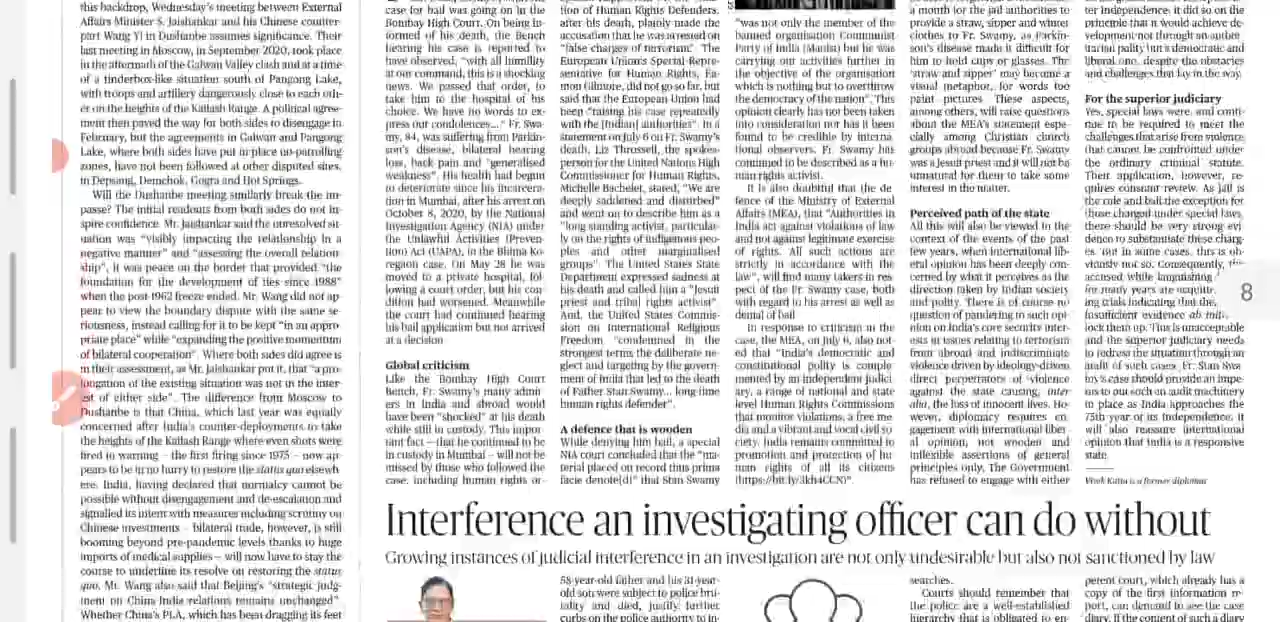 this backdrop, Wednesday's meeting between External
Affairs Minister S. Jaishankar and his Chinese counter-
part Wang Yi in Dushanbe assumes significance. Their
last meeting in Moscow, in September 2020, took place
in the aftermath of the Galwan Valley clash and at a time
of a tinderbox-like situation south of Pangong Lake,
with troops and artillery dangerously close to each oth-
er on the heights of the Kailash Range. A political agree-
ment then paved the way for both sides to disengage in
February, but the agreements in Galwan and Pangong
Lake, where both sides have put in place no-patrolling
zones, have not been followed at other disputed sites,
in Depsang, Demchok, Gogra and Hot Springs.
Will the Dushanbe meeting similarly break the im-
passe? The initial readouts from both sides do not in-
spire confidence. Mr. Jaishankar said the unresolved sit-
uation was "visibly impacting the relationship in a
negative manner" and "assessing the overall relation-
ship", it was peace on the border that provided "the
foundation for the development of ties since 1988"
when the post-1962 freeze ended. Mr. Wang did not ap-
pear to view the boundary dispute with the same se-
riousness, instead calling for it to be kept "in an appro-
priate place" while "expanding the positive momentum
of bilateral cooperation". Where both sides did agree is
in their assessment, as Mr. Jaishankar put it, that "a pro-
longation of the existing situation was not in the inter-
est of either side". The difference from Moscow to
Dushanbe is that China, which last year was equally
concerned after India's counter-deployments to take
the heights of the Kailash Range where even shots were
fired in warning – the first firing since 1975 – now ap-
pears to be in no hurry to restore the status quo elsewh-
ere. India, having declared that normalcy cannot be
possible without disengagement and de-escalation and
signalled its intent with measures including scrutiny on
Chinese investments – bilateral trade, however, is still
booming beyond pre-pandemic levels thanks to huge
imports of medical supplies – will now have to stay the
course to underline its resolve on restoring the status
quo. Mr. Wang also said that Beijing's "strategic judg-
ment on China-India relations remains unchanged".
Whether China's PLA, which has been dragging its feet
case for bail was going on in the
Bombay High Court. On being in-
formed of his death, the Bench
hearing his case is reported to
have observed, "with all humility
at our command, this is a shocking
news. We passed that order, to
take him to the hospital of his
choice. We have no words to ex-
press our condolences...." Fr. Swa-
my, 84, was suffering from Parkin-
son's disease, bilateral hearing
loss, back pain and "generalised
weakness". His health had begun
to deteriorate since his incarcera-
tion in Mumbai, after his arrest on
October 8, 2020, by the National
Investigation Agency (NIA) under
the Unlawful Activities (Preven-
tion) Act (UAPA), in the Bhima Ko-
regaon case. On May 28 he was
moved to a private hospital, fol-
lowing a court order, but his con-
dition had worsened. Meanwhile
the court had continued hearing
his bail application but not arrived
at a decision.
Global criticism
Like the Bombay High Court
Bench, Fr. Swamy's many admir-
ers in India and abroad would
have been "shocked" at his death
while still in custody. This impor-
tant fact – that he continued to be
in custody in Mumbai – will not be
missed by those who followed the
case, including human rights or-
tion of Human Rights Defenders,
after his death, plainly made the
accusation that he was arrested on
"false charges of terrorism". The
European Union's Special Repre-
sentative for Human Rights, Ea-
mon Gilmore, did not go so far, but
said that the European Union had
been "raising his case repeatedly
with the [Indian] authorities". In a
statement on July 6 on Fr. Swamy's
death, Liz Throssell, the spokes-
person for the United Nations High
Commissioner for Human Rights,
Michelle Bachelet, stated, "We are
deeply saddened and disturbed"
and went on to describe him as a
"long-standing activist, particular-
ly on the rights of indigenous peo-
ples and other marginalised
groups". The United States State
Department expressed sadness at
his death and called him a "Jesuit
priest and tribal rights activist".
And, the United States Commis-
sion on International Religious
Freedom "condemned in the
strongest terms the deliberate ne-
glect and targeting by the govern-
ment of India that led to the death
of Father Stan Swamy... long-time
human rights defender".
A defence that is wooden
While denying him bail, a special
NIA court concluded that the "ma-
terial placed on record thus prima
facie denote[d]" that Stan Swamy
"was not only the member of the
banned organisation Communist
Party of India (Maoist) but he was
carrying out activities further in
the objective of the organisation
which is nothing but to overthrow
the democracy of the nation". This
opinion clearly has not been taken
into consideration nor has it been
found to be credible by interna-
tional observers. Fr. Swamy has
continued to be described as a hu-
man rights activist.
It is also doubtful that the de-
fence of the Ministry of External
Affairs (MEA), that "Authorities in
India act against violations of law
and not against legitimate exercise
of rights. All such actions are
strictly in accordance with the
law", will find many takers in res-
pect of the Fr. Swamy case, both
with regard to his arrest as well as
denial of bail.
In response to criticism in the
case, the MEA, on July 6, also not-
ed that "India's democratic and
constitutional polity is comple-
mented by an independent judici-
ary, a range of national and state
level Human Rights Commissions
that monitor violations, a free me-
dia and a vibrant and vocal civil so-
ciety. India remains committed to
promotion and protection of hu-
man rights of all its citizens
a month for the jail authorities to
provide a straw, sipper and winter
clothes to Fr. Swamy, as Parkin-
son's disease made it difficult for
him to hold cups or glasses. The
'straw and sipper' may become a
visual metaphor, for words too
paint pictures. These aspects,
among others, will raise questions
about the MEA's statement espe-
cially among Christian church
groups abroad because Fr. Swamy
was a Jesuit priest and it will not be
unnatural for them to take some
interest in the matter.
Perceived path of the state
All this will also be viewed in the
context of the events of the past
few years, when international lib-
eral opinion has been deeply con-
cerned by what it perceives as the
direction taken by Indian society
and polity. There is of course no
question of pandering to such opi-
nion on India's core security inter-
ests in issues relating to terrorism
from abroad and indiscriminate
violence driven by ideology-driven
direct perpetrators of violence
against the state causing, inter
alia, the loss of innocent lives. Ho-
wever, diplomacy requires en-
gagement with international liber-
al opinion, not wooden and
inflexible assertions of general
principles only. The Government
has refused to engage with either
ter independence, it did so on the
principle that it would achieve de-
velopment not through an autho-
ritarian polity but a democratic and
liberal one, despite the obstacles
and challenges that lay in the way.
For the superior judiciary
Yes, special laws were, and conti-
nue to be required to meet the
challenges that arise from violence
that cannot be confronted under
the ordinary criminal statute.
Their application, however, re-
quires constant review. As jail is
the rule and bail the exception for
those charged under special laws,
there should be very strong evi-
dence to substantiate these charg-
es, but in some cases, this is ob-
viously not so. Consequently,
accused while languishing
for many years are acquitted
ing crials indicating that the
insufficient evidence ab
lock them up. This is unacceptable
and the superior judiciary needs
to redress the situation through an
audit of such cases. Fr. Stan Swa-
my's case should provide an impe-
tus to our such an audit machinery
in place as India approaches the
75th year of its Independence. It
will also reassure international
opinion that India is a responsive
state.
Vivek Katju is a former diplomat
8
Interference an investigating officer can do without
Growing instances of judicial interference in an investigation are not only undesirable but also not sanctioned by law
58-year-old father and his 31-year-
old son were subject to police bru-
tality and died, justify further
curbs on the police authority to in-
searches.
Courts should remember that
the police are a well-established
hierarchy that is obligated to en-
perent court, which already has a
copy of the first information re-
port, can demand to see the case
diary. If the content of such a diary